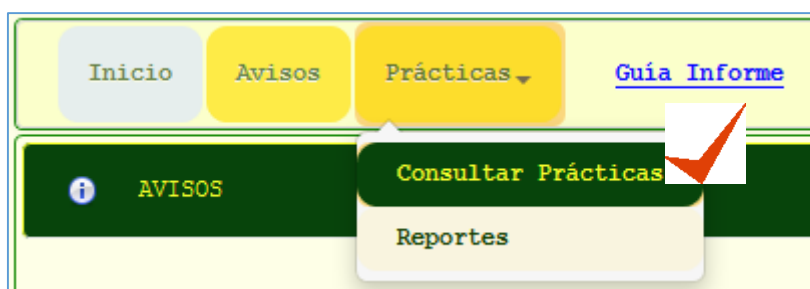 Inicio Avisos Prácticas Guía Informe
AVISOS
Consultar Prácticas
Reportes